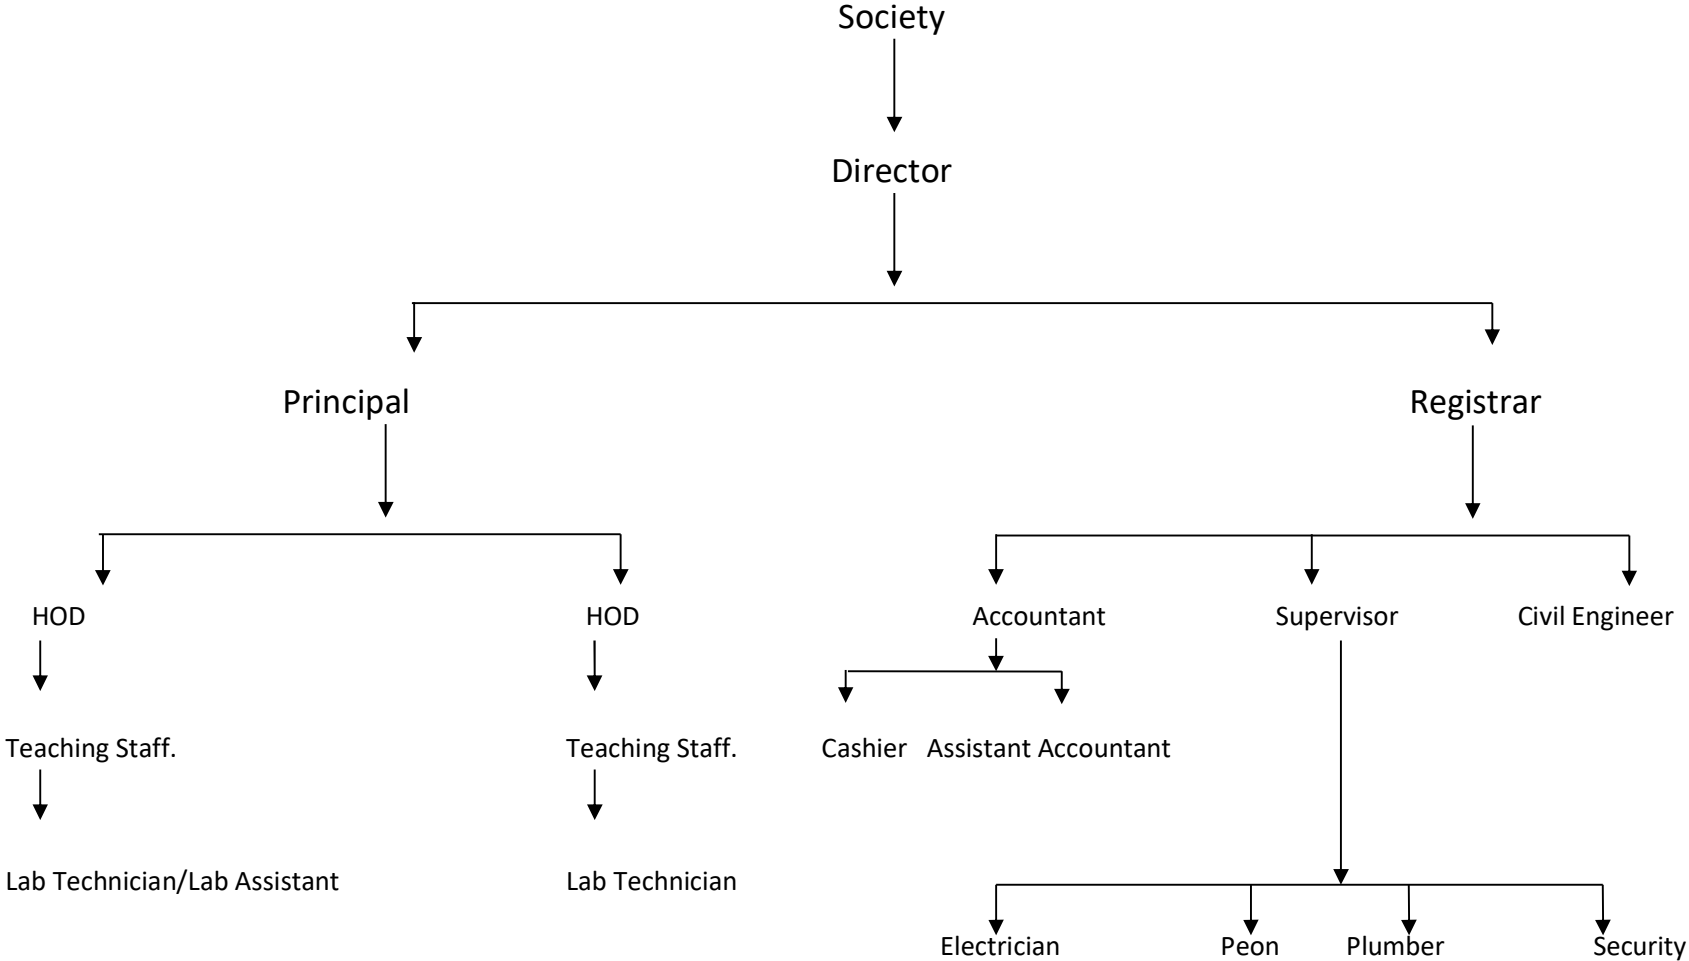 Society
Director
Principal
Registrar
HOD
HOD
Accountant
Supervisor
Civil Engineer
Teaching Staff.
Teaching Staff.
Cashier
Assistant Accountant
Lab Technician/Lab Assistant
Lab Technician
Electrician
Peon
Plumber
Security